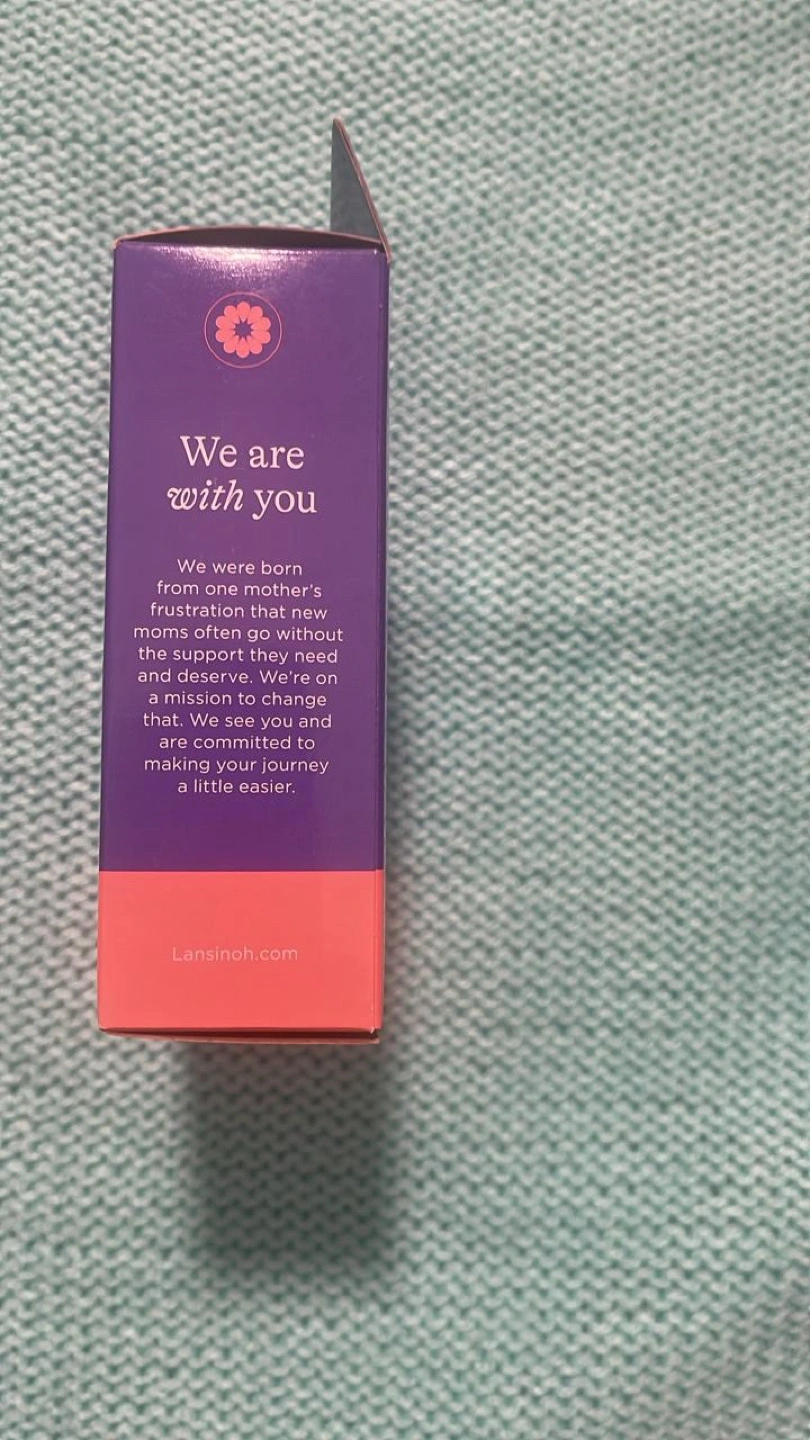 We are
with you
We were born
from one mother's
frustration that new
moms often go without
the support they need
and deserve. We're on
a mission to change
that. We see you and
are committed to
making your journey
a little easier.
Lansinoh.com